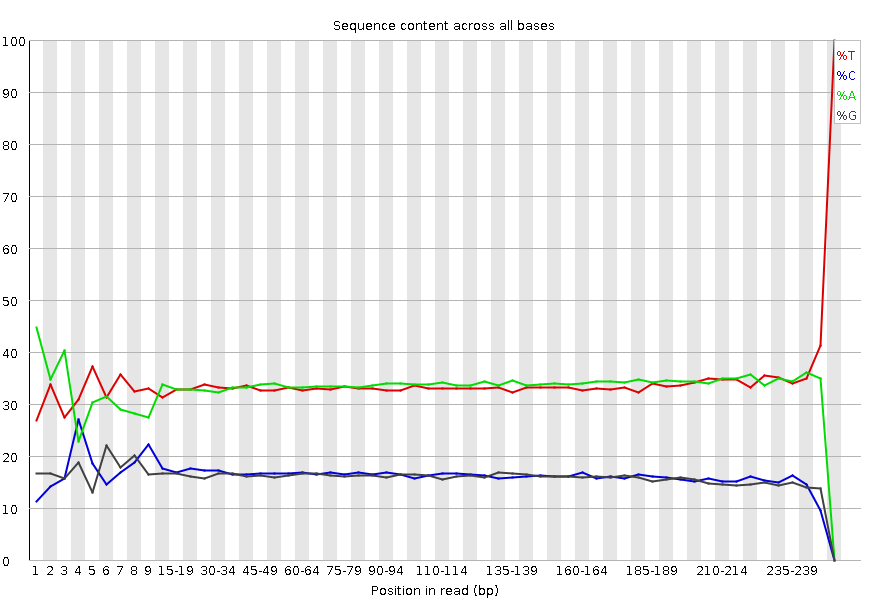 Sequence content across all bases
100
90
80
70
60
50
40
30
20
10
0
%T
%C
%A
%G
1 2 3 4 5 6 7 8 9 15-19 30-34 45-49 60-64 75-79 90-94 110-114 135-139 160-164 185-189 210-214 235-239
Position in read (bp)